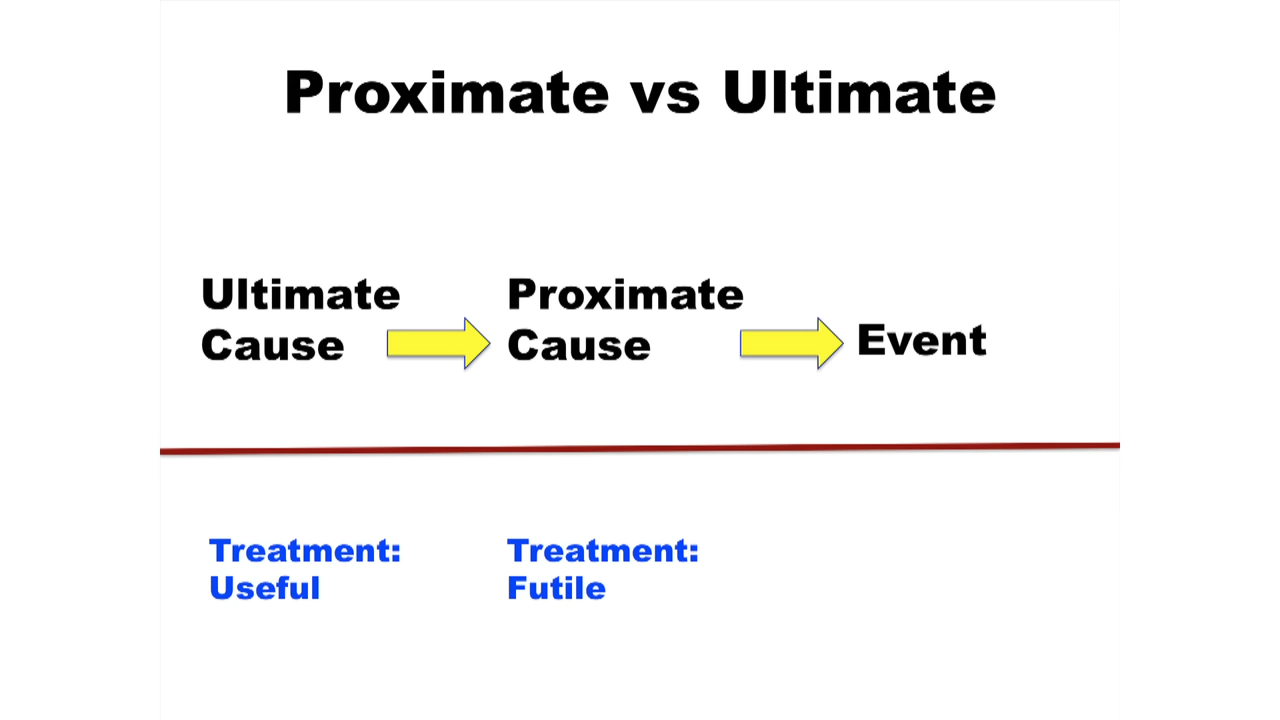 Proximate vs Ultimate
Ultimate
Cause
Proximate
Cause
Event
Treatment:
Useful
Treatment:
Futile